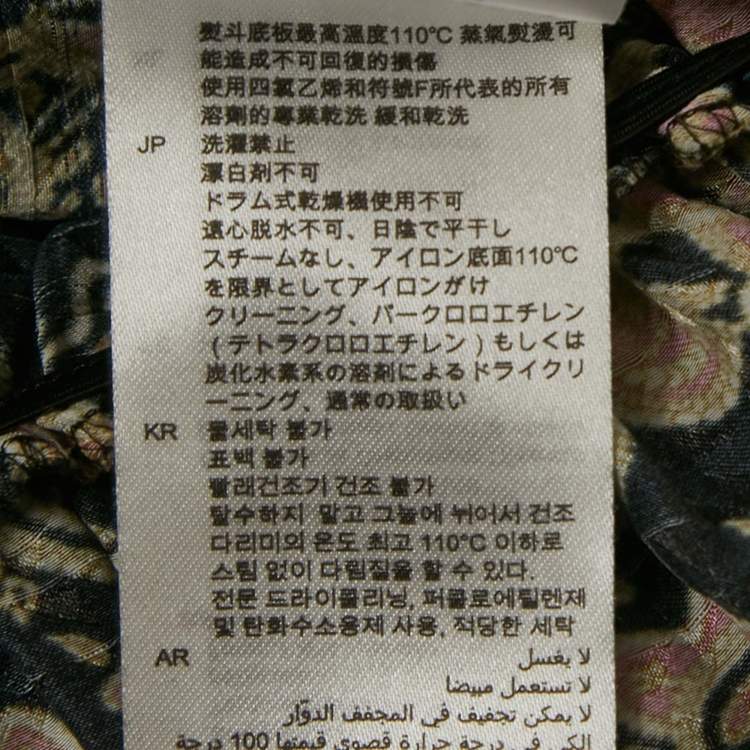 熨斗底板最高溫度110℃ 蒸氣熨燙可
能造成不可回復的損傷
使用四氯乙烯和符號F所代表的所有
溶劑的專業乾洗 緩和乾洗
JP 洗濯禁止
漂白剤不可
ドラム式乾燥機使用不可
遠心脱水不可、日陰で平干し
スチームなし、アイロン底面110℃
を限界としてアイロンがけ
クリーニング、パークロロエチレン
(テトラクロロエチレン)もしくは
炭化水素系の溶剤によるドライクリ
ーニング、通常の取扱い
KR 물세탁 불가
표백 불가
빨래건조기 건조 불가
탈수하지 말고 그늘에 뉘어서 건조
다리미의 온도 최고 110°C 이하로
스팀 없이 다림질을 할 수 있다.
전문 드라이클리닝, 퍼클로로에틸렌제
및 탄화수소용제 사용, 적당한 세탁
AR لا يغسل
لا تستعمل مبيضا
لا يمكن تجفيف في المجفف الدوّار
الكي في درجة حرارة قصوى قيمتها 100 درجة